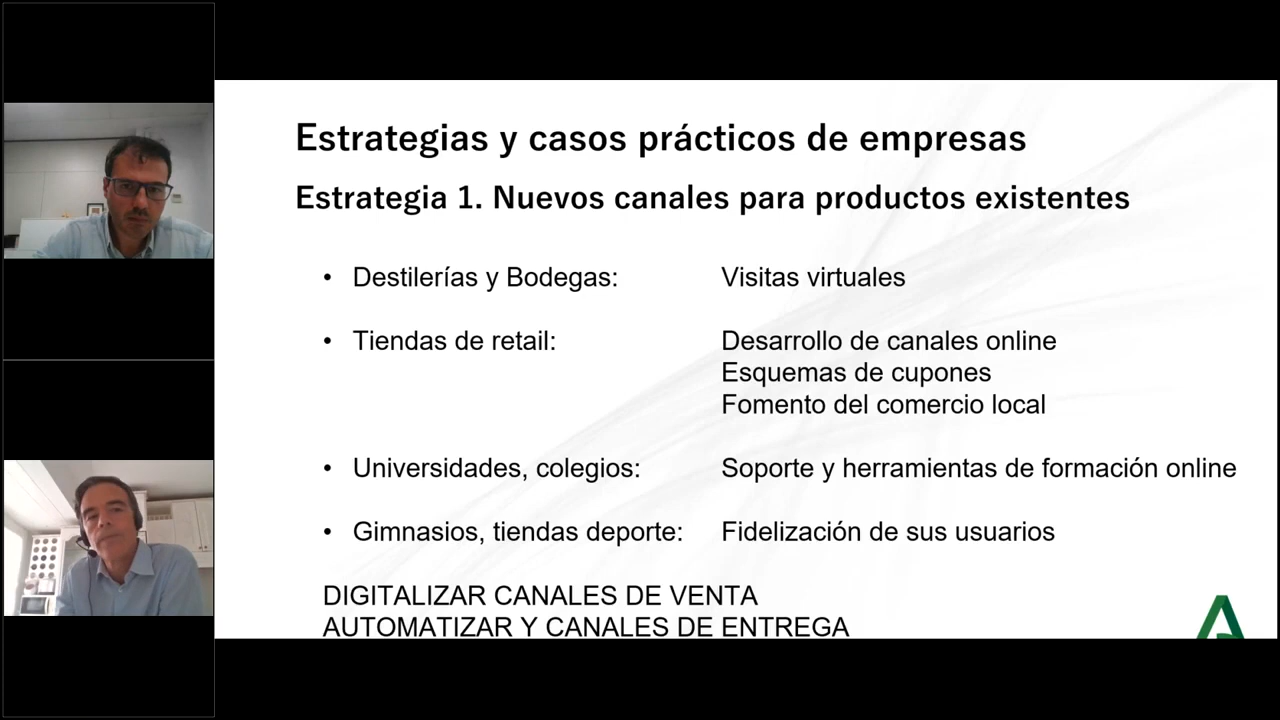 Estrategias y casos prácticos de empresas
Estrategia 1. Nuevos canales para productos existentes
• Destilerías y Bodegas: Visitas virtuales
• Tiendas de retail: Desarrollo de canales online
Esquemas de cupones
Fomento del comercio local
• Universidades, colegios: Soporte y herramientas de formación online
• Gimnasios, tiendas deporte: Fidelización de sus usuarios
DIGITALIZAR CANALES DE VENTA
AUTOMATIZAR Y CANALES DE ENTREGA